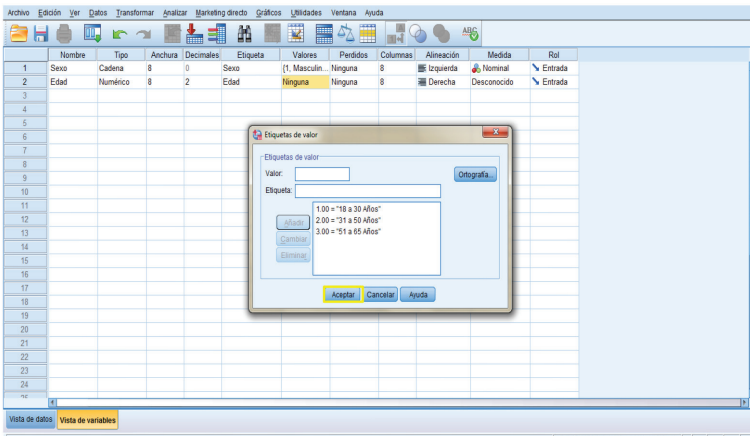 Archivo Edición Ver Datos Transformar Analizar Marketing directo Gráficos Utilidades Ventana Ayuda
Nombre Tipo Anchura Decimales Etiqueta Valores Perdidos Columnas Alineación Medida Rol
1 Sexo Cadena 8 0 Sexo {1, Masculin... Ninguna 8 Izquierda Nominal Entrada
2 Edad Numérico 8 2 Edad Ninguna Ninguna 8 Derecha Desconocido Entrada
3
4
5
6
7
8
9
10
11
12
13
14
15
16
17
18
19
20
21
22
23
24
25
Etiquetas de valor
Etiquetas de valor
Valor:
Ortografía...
Etiqueta:
Añadir
Cambiar
Eliminar
1.00 = "18 a 30 Años"
2.00 = "31 a 50 Años"
3.00 = "51 a 65 Años"
Aceptar Cancelar Ayuda
Vista de datos Vista de variables